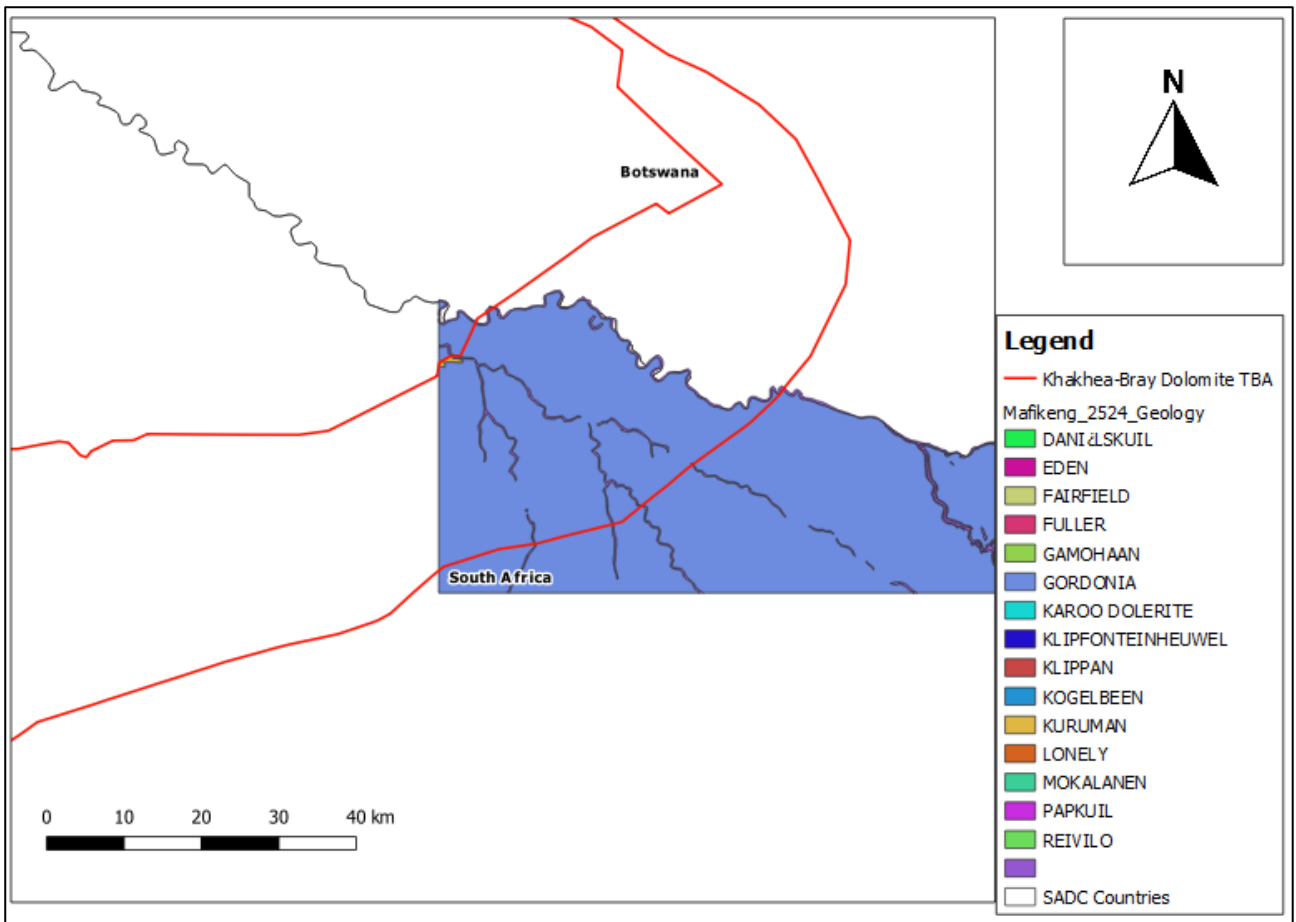 N
Botswana
South Africa
0 10 20 30 40 km
Legend
Khakhea-Bray Dolomite TBA
Mafikeng_2524_Geology
DANI¿LSKUIL
EDEN
FAIRFIELD
FULLER
GAMOHAAN
GORDONIA
KAROO DOLERITE
KLIPFONTEINHEUWEL
KLIPPAN
KOGELBEEN
KURUMAN
LONELY
MOKALANEN
PAPKUIL
REIVILO
SADC Countries